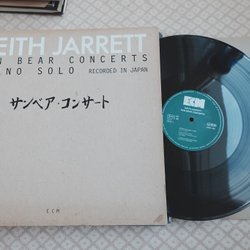 EITH JARRETT
N BEAR CONCERTS
NO SOLO RECORDED IN JAPAN
サンベア・コンサート
ECM
ECM